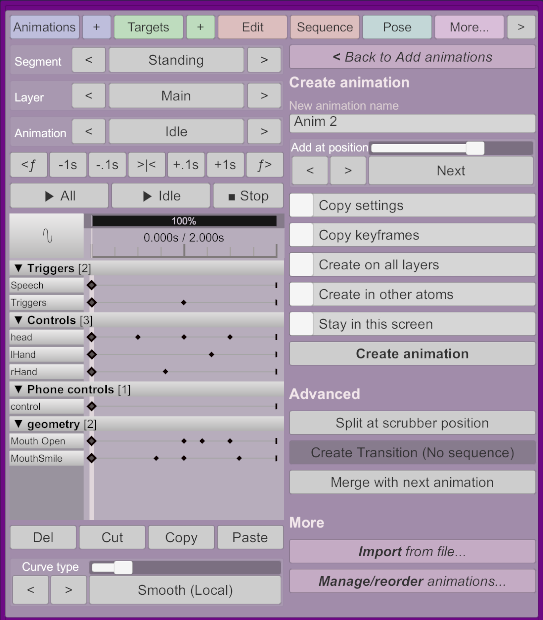 Animations + Targets + Edit Sequence Pose More... >
Segment < Standing >
Layer < Main >
Animation < Idle >
<f -1s -.1s >|< +.1s +1s f>
▶ All ▶ Idle ■ Stop
100%
0.000s / 2.000s
▼ Triggers [2]
Speech
Triggers
▼ Controls [3]
head
lHand
rHand
▼ Phone controls [1]
control
▼ geometry [2]
Mouth Open
MouthSmile
Del Cut Copy Paste
Curve type
< > Smooth (Local)
< Back to Add animations
Create animation
New animation name
Anim 2
Add at position
< > Next
Copy settings
Copy keyframes
Create on all layers
Create in other atoms
Stay in this screen
Create animation
Advanced
Split at scrubber position
Create Transition (No sequence)
Merge with next animation
More
Import from file...
Manage/reorder animations...